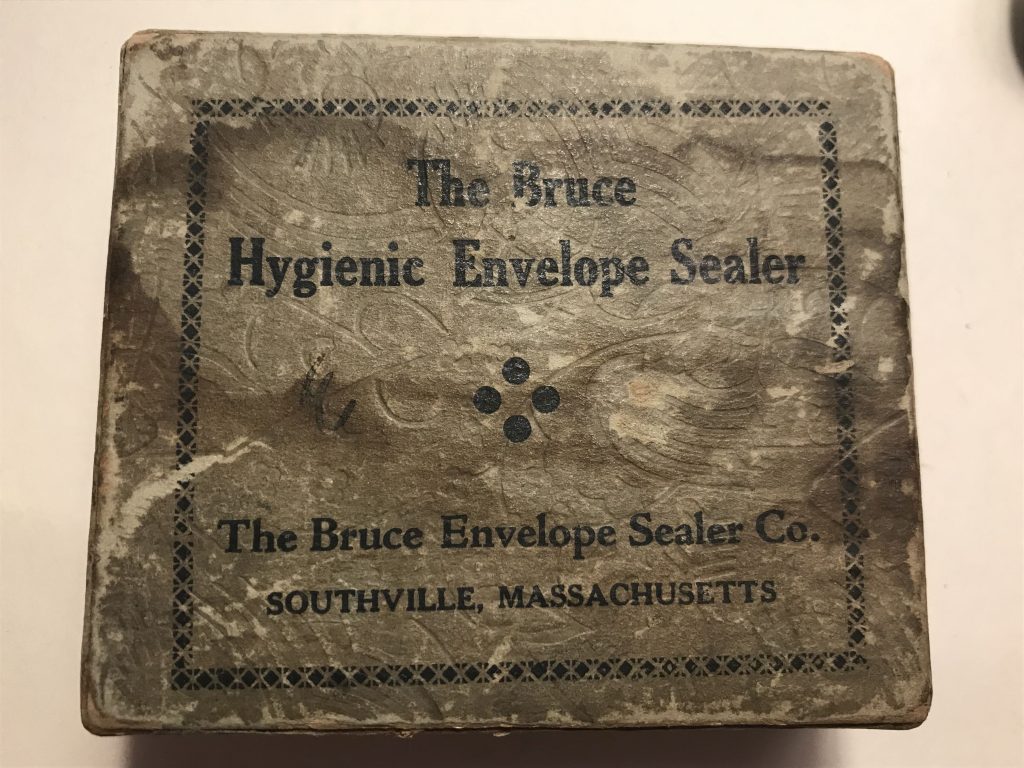 The Bruce
Hygienic Envelope Sealer
The Bruce Envelope Sealer Co.
SOUTHVILLE, MASSACHUSETTS